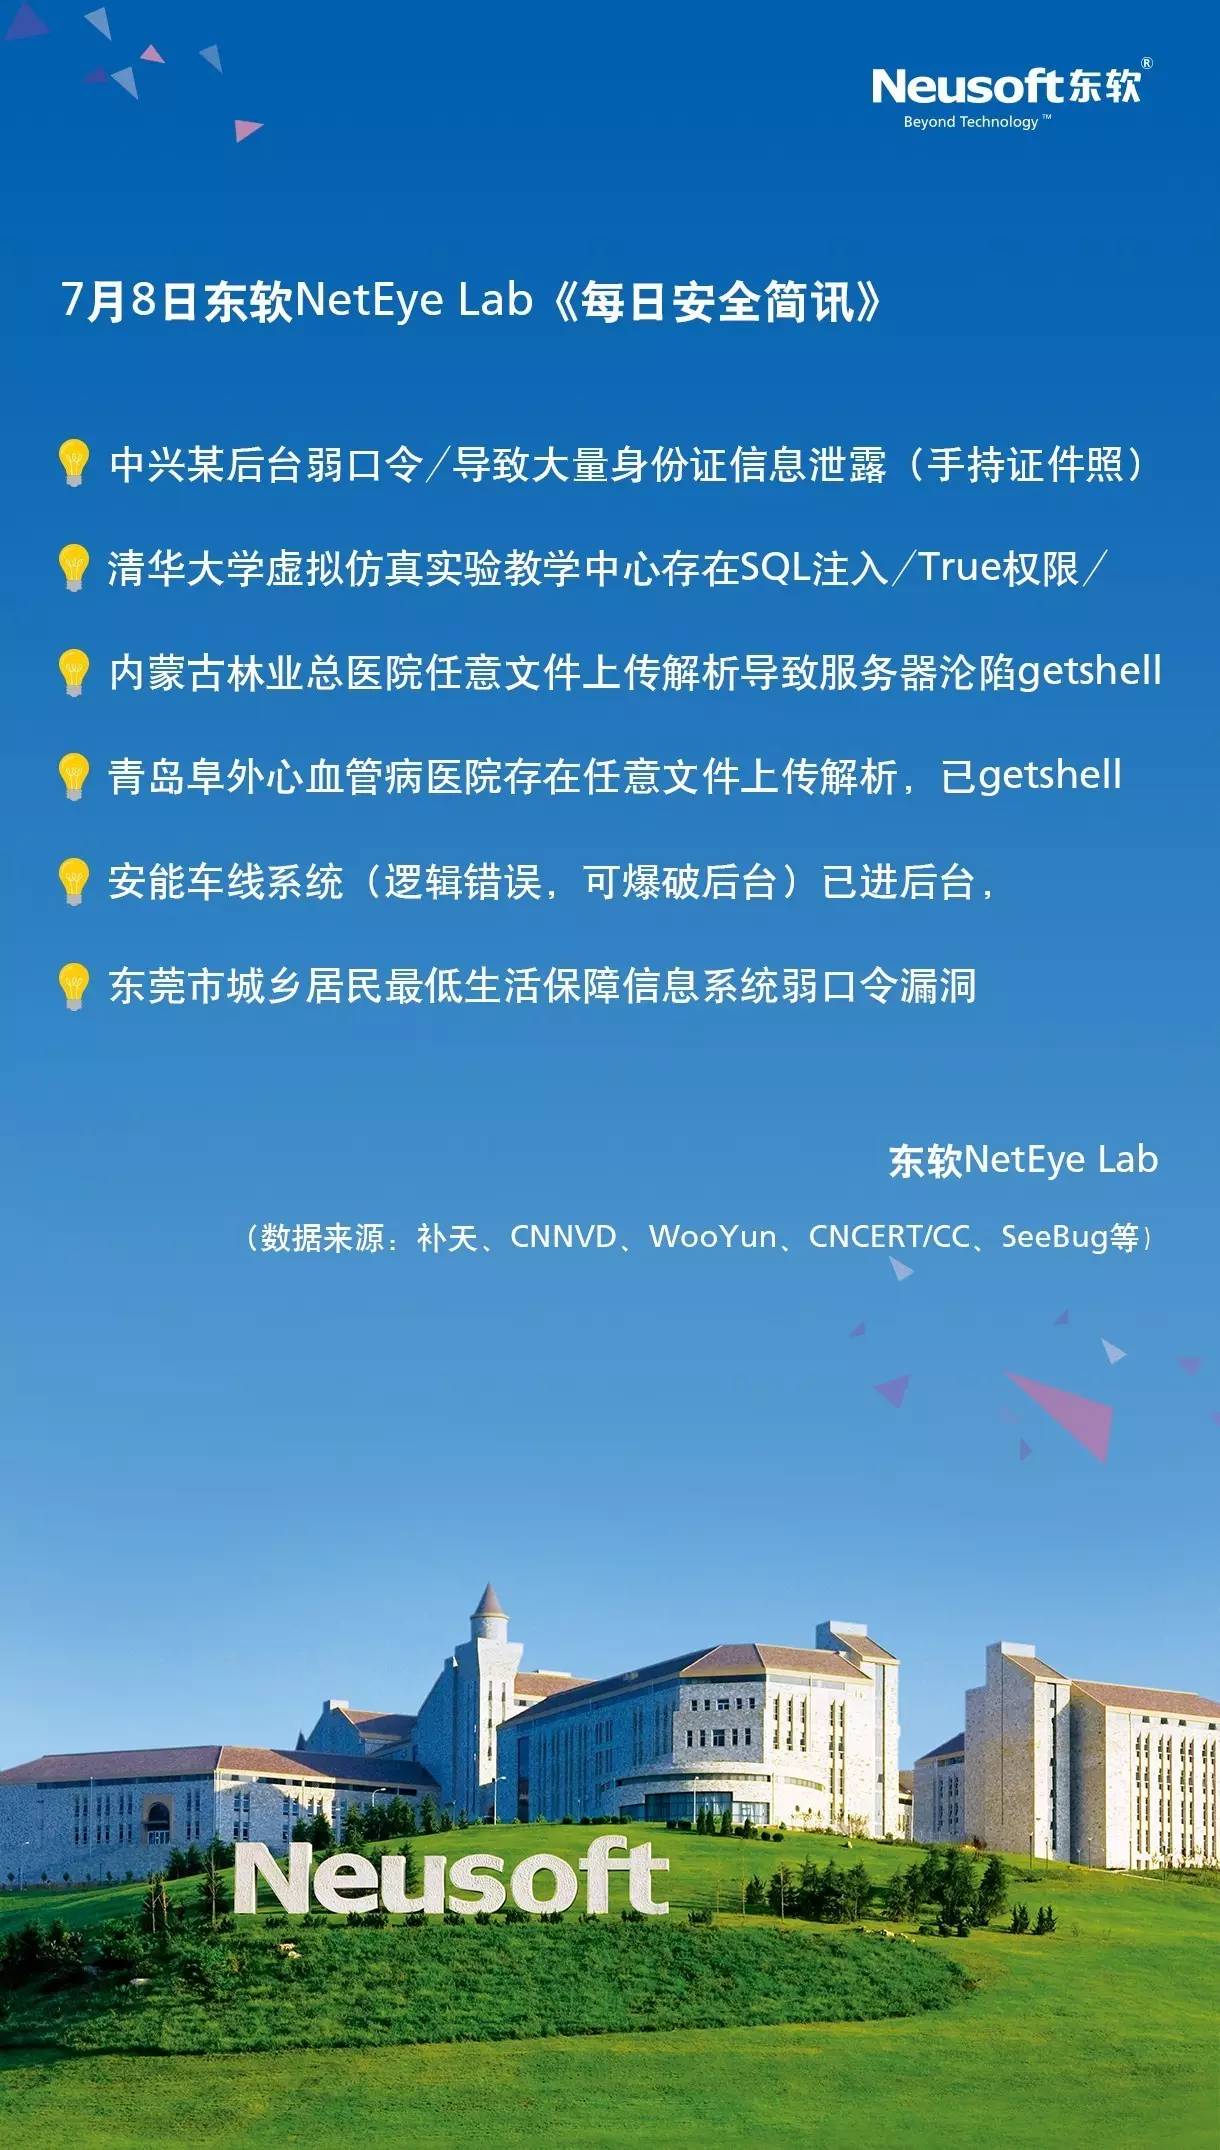 Neusoft东软®
Beyond Technology™
7月8日东软NetEye Lab《每日安全简讯》
中兴某后台弱口令/导致大量身份证信息泄露（手持证件照）
清华大学虚拟仿真实验教学中心存在SQL注入/True权限/
内蒙古林业总医院任意文件上传解析导致服务器沦陷getshell
青岛阜外心血管病医院存在任意文件上传解析，已getshell
安能车线系统（逻辑错误，可爆破后台）已进后台，
东莞市城乡居民最低生活保障信息系统弱口令漏洞
东软NetEye Lab
（数据来源：补天、CNNVD、WooYun、CNCERT/CC、SeeBug等）
Neusoft